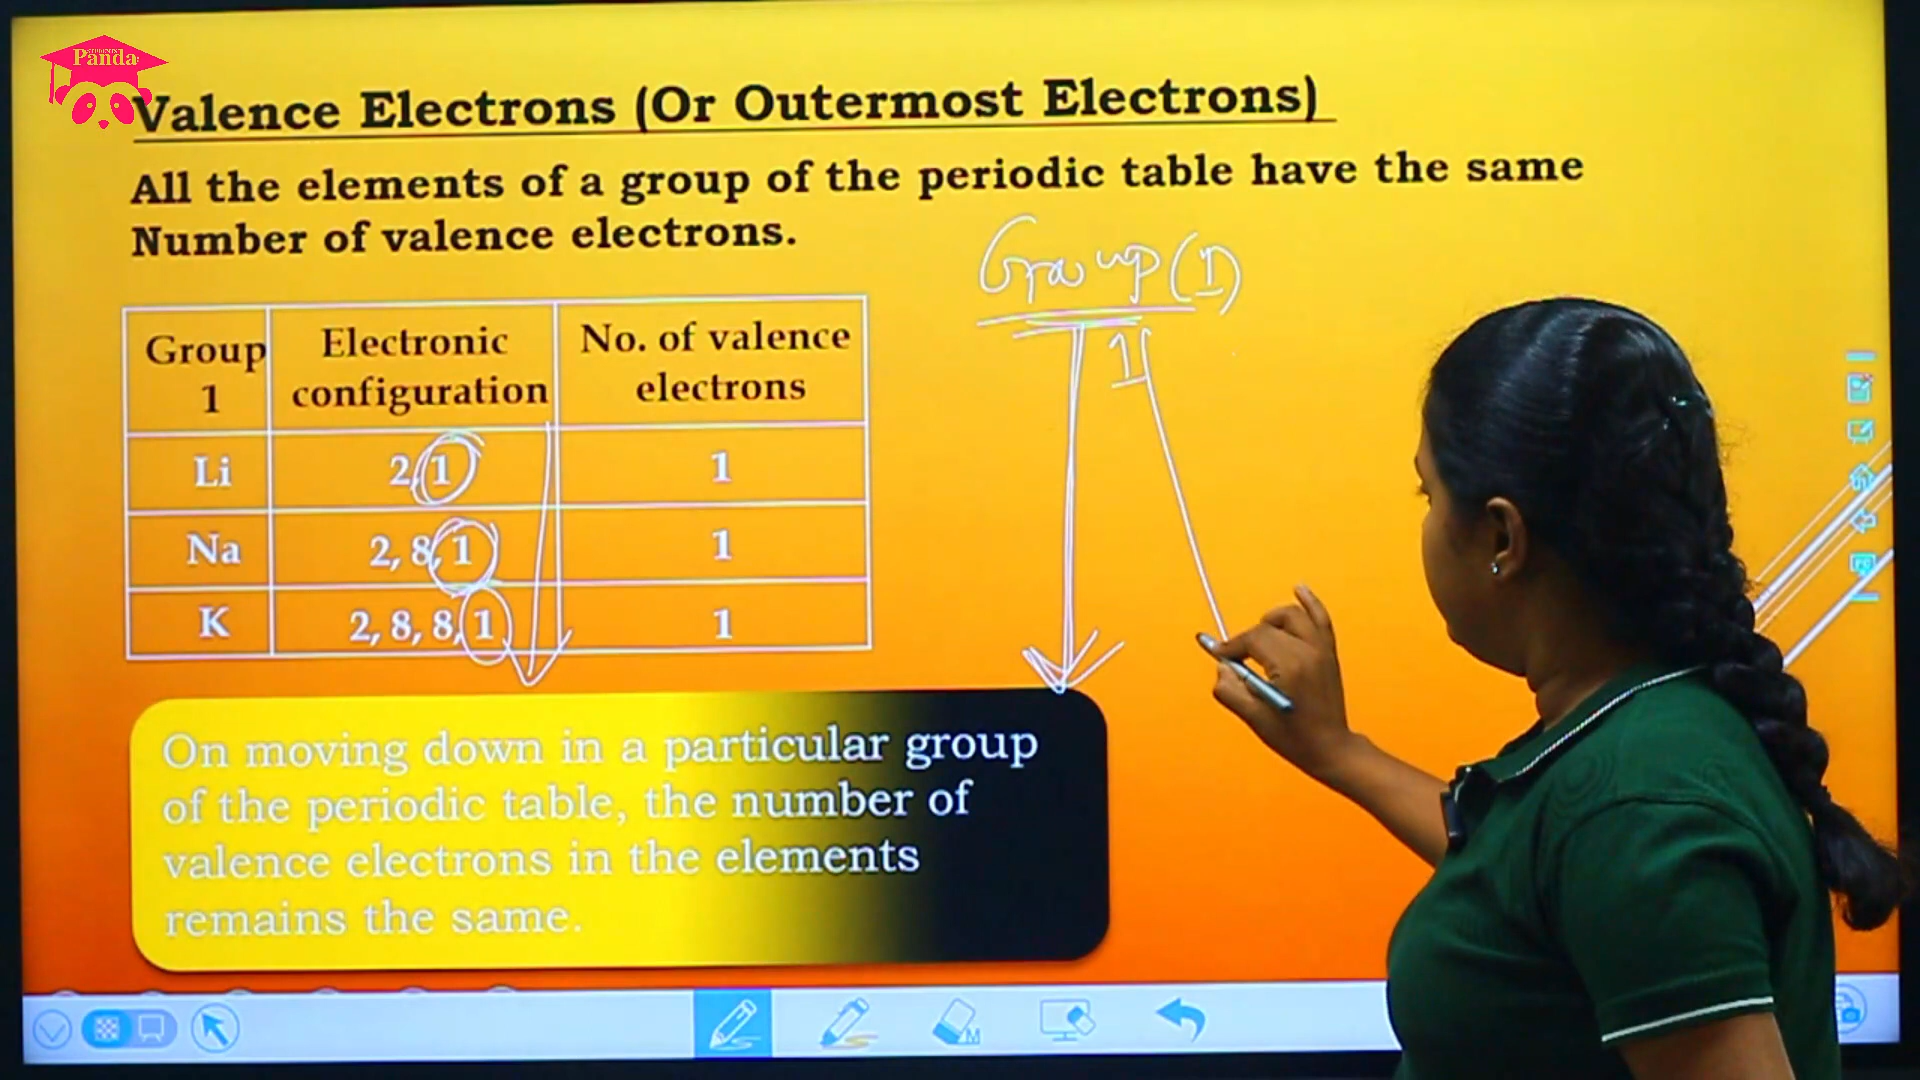 Panda
Valence Electrons (Or Outermost Electrons)
All the elements of a group of the periodic table have the same
Number of valence electrons.
Group (1)
1
Group 1 Electronic configuration No. of valence electrons
Li 2, 1 1
Na 2, 8, 1 1
K 2, 8, 8, 1 1
On moving down in a particular group
of the periodic table, the number of
valence electrons in the elements
remains the same.
M